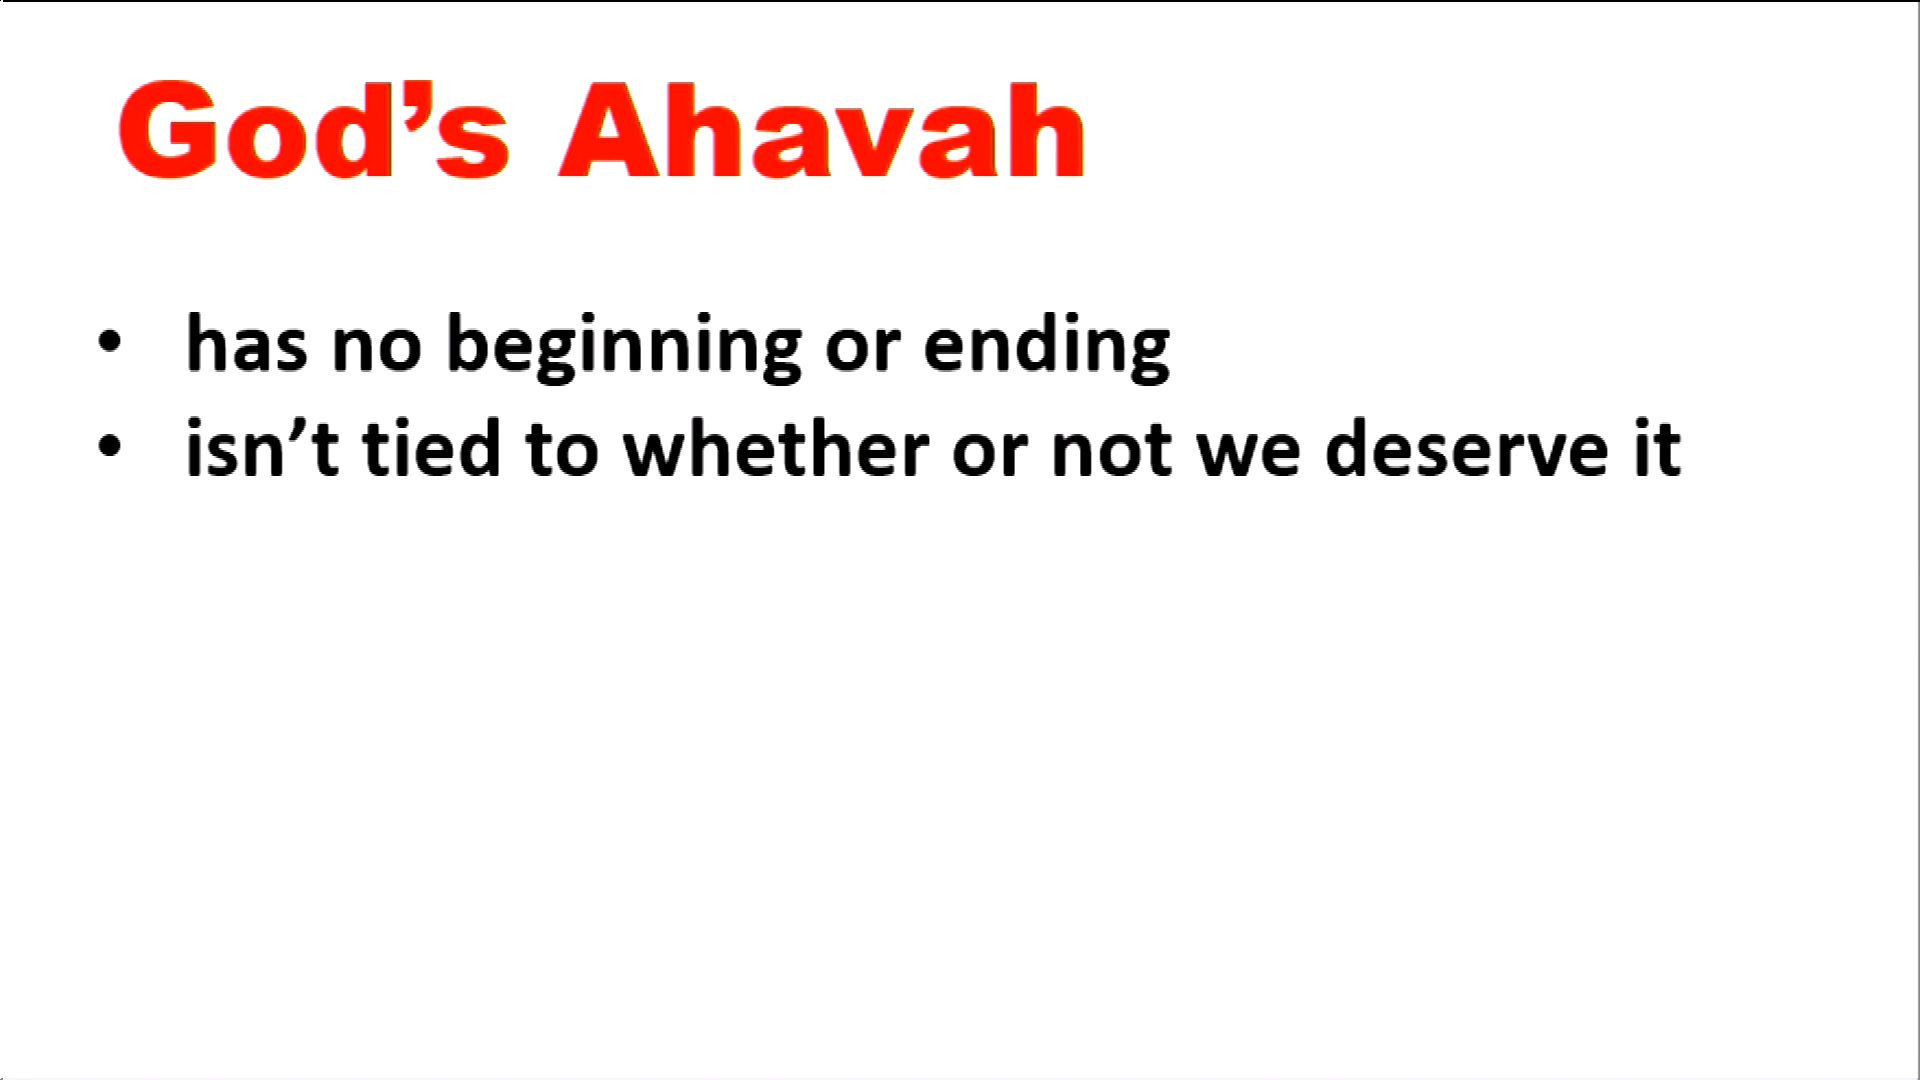 God’s Ahavah
• has no beginning or ending
• isn’t tied to whether or not we deserve it